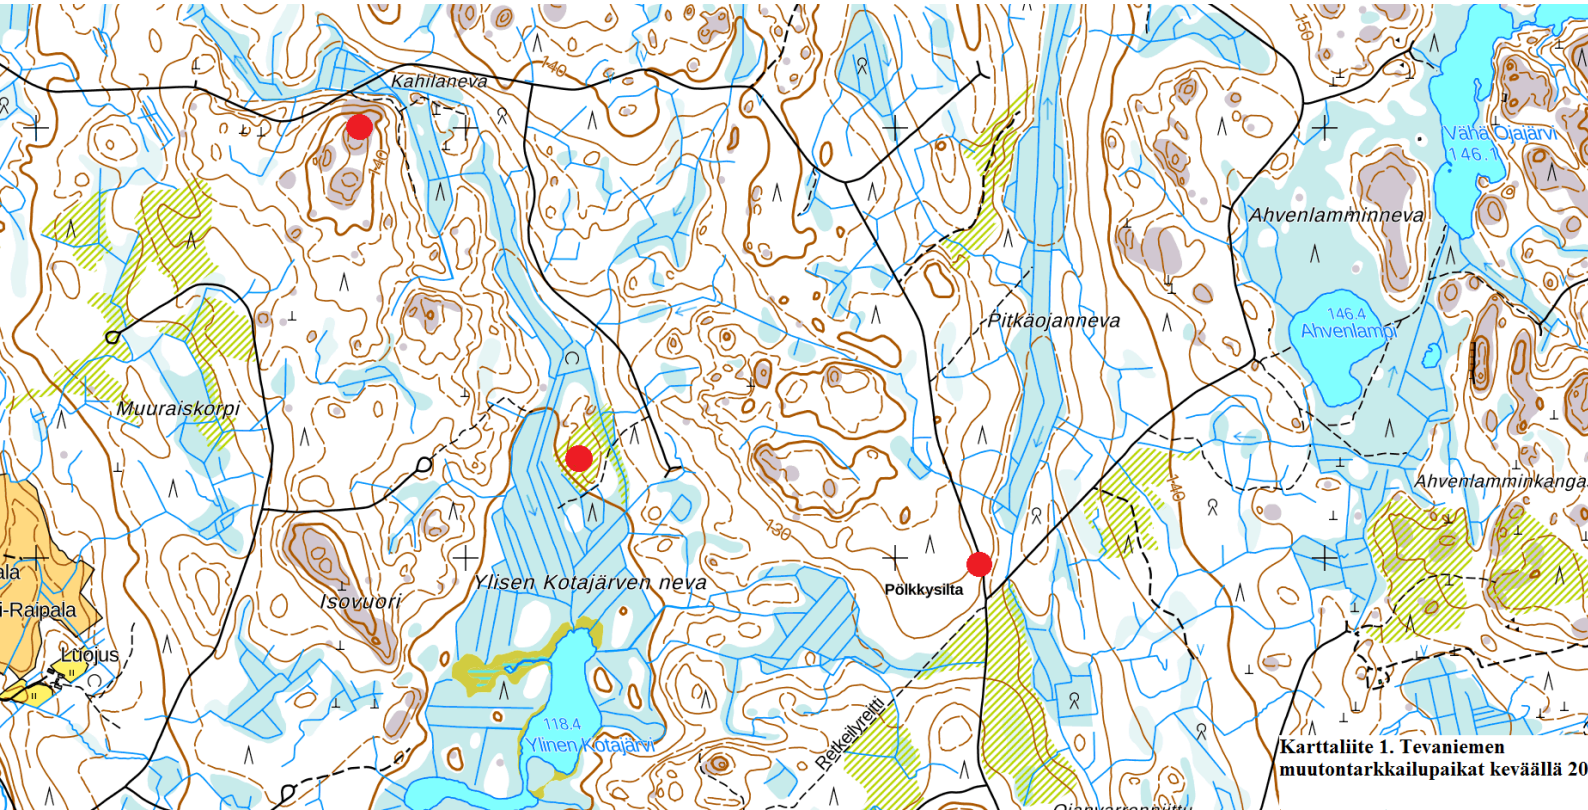 150
140
Kahilaneva
Vähä Ojajärvi
146.1
140
Ahvenlamminneva
146.4
Ahvenlampi
Pitkäojanneva
Muuraiskorpi
Ahvenlamminkangas
140
130
Ylisen Kotajärven neva
Pölkkysilta
ala
Isovuori
i-Raipala
Luojus
Retkeilyreitti
118.4
Ylinen Kotajärvi
Karttaliite 1. Tevaniemen
muutontarkkailupaikat keväällä 20